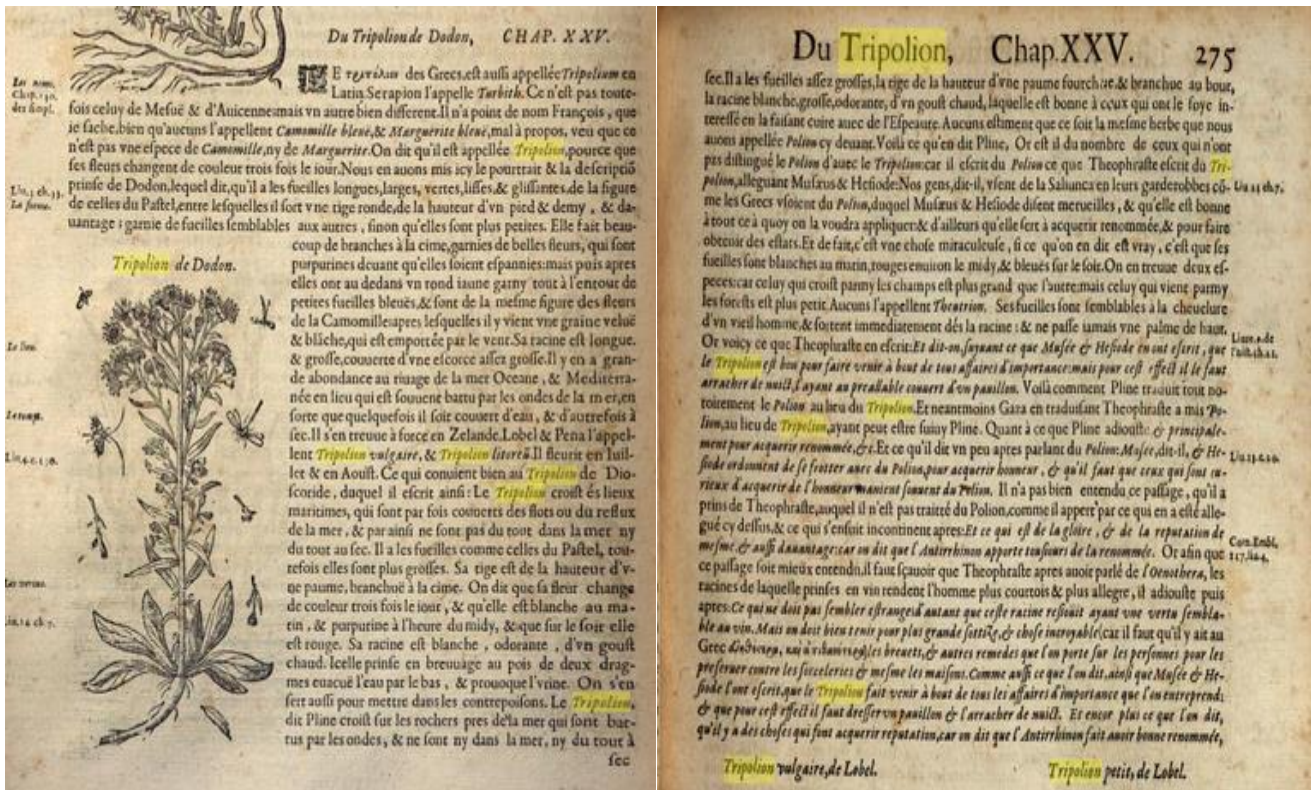 Du Tripolion de Dodon, CHAP. XXV.
LE des Grecs, est aussi appellée Tripolium en
Latin. Serapion l'appelle Turbith. Ce n'est pas toute-
fois celuy de Mesué & d'Auicenne: mais vn autre bien different. Il n'a point de nom François, que
ie sache, bien qu'aucuns l'appellent Camomille bleuë, & Marguerite bleuë, mal à propos, veu que ce
n'est pas vne espece de Camomille, ny de Marguerite. On dit qu'il est appellée Tripolion, pource que
ses fleurs changent de couleur trois fois le iour. Nous en auons mis icy le pourtrait & la descriptiõ
prinse de Dodon, lequel dit, qu'il a les fueilles longues, larges, vertes, lisses, & glissantes, de la figure
de celles du Pastel, entre lesquelles il sort vne tige ronde, de la hauteur d'vn pied & demy, & da-
uantage: garnie de fueilles semblables aux autres, sinon qu'elles sont plus petites. Elle fait beau-
coup de branches à la cime, garnies de belles fleurs, qui sont
purpurines deuant qu'elles soient espannies: mais puis apres
elles ont au dedans vn rond iaune garny tout à l'entour de
petites fueilles bleuës, & sont de la mesme figure des fleurs
de la Camomille: apres lesquelles il y vient vne graine veluë
& blãche, qui est emportée par le vent. Sa racine est longue.
& grosse, couuerte d'vne escorce assez grosse. Il y en a gran-
de abondance au riuage de la mer Oceane, & Mediterra-
née en lieu qui est souuent battu par les ondes de la mer, en
sorte que quelquefois il soit couuert d'eau, & d'autrefois à
sec. Il s'en treuue à force en Zelande. Lobel & Pena l'appel-
lent Tripolion vulgaire, & Tripolion litoreũ. Il fleurit en Iuil-
let & en Aoust. Ce qui conuient bien au Tripolion de Dio-
scoride, duquel il escrit ainsi: Le Tripolion croist és lieux
maritimes, qui sont par fois couuerts des flots ou du reflux
de la mer, & par ainsi ne sont pas du tout dans la mer ny
du tout au sec. Il a les fueilles comme celles du Pastel, tou-
tefois elles sont plus grosses. Sa tige est de la hauteur d'v-
ne paume, branchuë à la cime. On dit que sa fleur change
de couleur trois fois le iour, & qu'elle est blanche au ma-
tin, & purpurine à l'heure du midy, & que sur le soir elle
est rouge. Sa racine est blanche, odorante, d'vn goust
chaud. Icelle prinse en breuuage au pois de deux drag-
mes euacuë l'eau par le bas, & prouoque l'vrine. On s'en
sert aussi pour mettre dans les contrepoisons. Le Tripolion,
dit Pline croist sur les rochers pres de la mer qui sont bat-
tus par les ondes, & ne sont ny dans la mer, ny du tout à
sec
Les noms.
La forme.
Tripolion de Dodon.
Le lieu.
Le temps.
Les vertus.
Du Tripolion, Chap. XXV. 275
sec. Il a les fueilles assez grosses, la tige de la hauteur d'vne paume fourchue, & branchue au bout,
la racine blanche, grosse, odorante, d'vn goust chaud, laquelle est bonne à ceux qui ont le foye in-
teressé en la faisant cuire auec de l'Espeaure. Aucuns estiment que ce soit la mesme herbe que nous
auons appellée Polion cy deuant. Voilà ce qu'en dit Pline, Or est il du nombre de ceux qui n'ont
pas distingué le Polion d'auec le Tripolion: car il escrit du Polion ce que Theophraste escrit du Tri-
polion, alleguant Musæus & Hesiode: Nos gens, dit-il, vsent de la Saliunca en leurs garderobbes cõ-
me les Grecs vsoient du Polion, duquel Musæus & Hesiode disent merueilles, & qu'elle est bonne
à tout ce à quoy on la voudra appliquer: & d'ailleurs qu'elle sert à acquerir renommée, & pour faire
obtenir des estats. Et de fait, c'est vne chose miraculeuse, si ce qu'on en dit est vray, c'est que ses
fueilles sont blanches au matin, rouges enuiron le midy, & bleuës sur le soir. On en treuue deux es-
peces: car celuy qui croist parmy les champs est plus grand que l'autre: mais celuy qui vient parmy
les forests est plus petit. Aucuns l'appellent Theutrion. Ses fueilles sont semblables à la cheuelure
d'vn vieil homme, & sortent immediatement dés la racine: & ne passe iamais vne palme de haut.
Or voicy ce que Theophraste en escrit: Et dit-on, suyuant ce que Musée & Hesiode en ont escrit, que
le Tripolion est bon pour faire venir à bout de tous affaires d'importance: mais pour cest effect il le faut
arracher de nuict, l'ayant au preallable couuert d'vn pauillon. Voilà comment Pline traduit tout no-
toirement le Polion au lieu du Tripolion. Et neantmoins Gaza en traduisant Theophraste a mis Po-
lion, au lieu de Tripolion, ayant peut estre suiuy Pline. Quant à ce que Pline adiouste: & principale-
ment pour acquerir renommée, &c. Et ce qu'il dit vn peu apres parlant du Polion: Musée, dit-il, & He-
siode ordonnent de se frotter auec du Polion, pour acquerir honneur, & qu'il faut que ceux qui sont cu-
rieux d'acquerir de l'honneur manient souuent du Polion. Il n'a pas bien entendu ce passage, qu'il a
prins de Theophraste, auquel il n'est pas traité du Polion, comme il appert par ce qui en a esté alle-
gué cy dessus, & ce qui s'ensuit incontinent apres: Et ce qui est de la gloire, & de la reputation de
mesme, & aussi dauantage: car on dit que l'Antirrhinon apporte tousiours de la renommée. Or afin que
ce passage soit mieux entendu, il faut sçauoir que Theophraste apres auoir parlé de l'Oenothera, les
racines de laquelle prinses en vin rendent l'homme plus courtois & plus allegre, il adiouste puis
apres: Ce qui ne doit pas sembler estrange, d'autant que ceste racine resiouit ayant vne vertu sembla-
ble au vin. Mais on doit bien tenir pour plus grande sottize, & chose incroyable (car il faut qu'il y ait au
Grec les breuets, & autres remedes que l'on porte sur les personnes pour les
preseruer contre les sorceleries & mesme les maisons. Comme aussi ce que l'on dit, ainsi que Musée & He-
siode l'ont escrit, que le Tripolion fait venir à bout de tous les affaires d'importance que l'on entreprend:
& que pour cest effect il faut dresser vn pauillon & l'arracher de nuict. Et encor plus ce que l'on dit,
qu'il y a des choses qui font acquerir reputation, car on dit que l'Antirrhinon fait auoir bonne renommée,
Tripolion vulgaire, de Lobel. Tripolion petit, de Lobel.